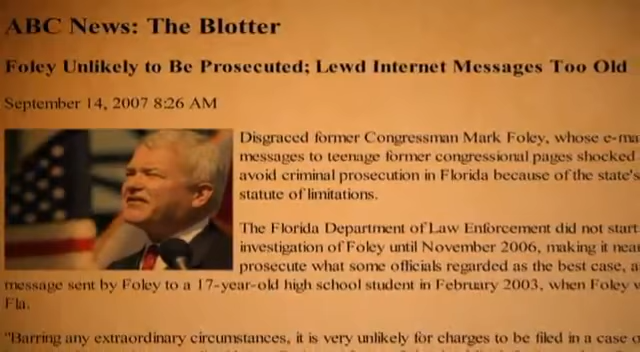 ABC News: The Blotter
Foley Unlikely to Be Prosecuted; Lewd Internet Messages Too Old
September 14, 2007 8:26 AM
Disgraced former Congressman Mark Foley, whose e-ma
messages to teenage former congressional pages shocked
avoid criminal prosecution in Florida because of the state's
statute of limitations.
The Florida Department of Law Enforcement did not start
investigation of Foley until November 2006, making it nea
prosecute what some officials regarded as the best case, a
message sent by Foley to a 17-year-old high school student in February 2003, when Foley
Fla.
"Barring any extraordinary circumstances, it is very unlikely for charges to be filed in a case